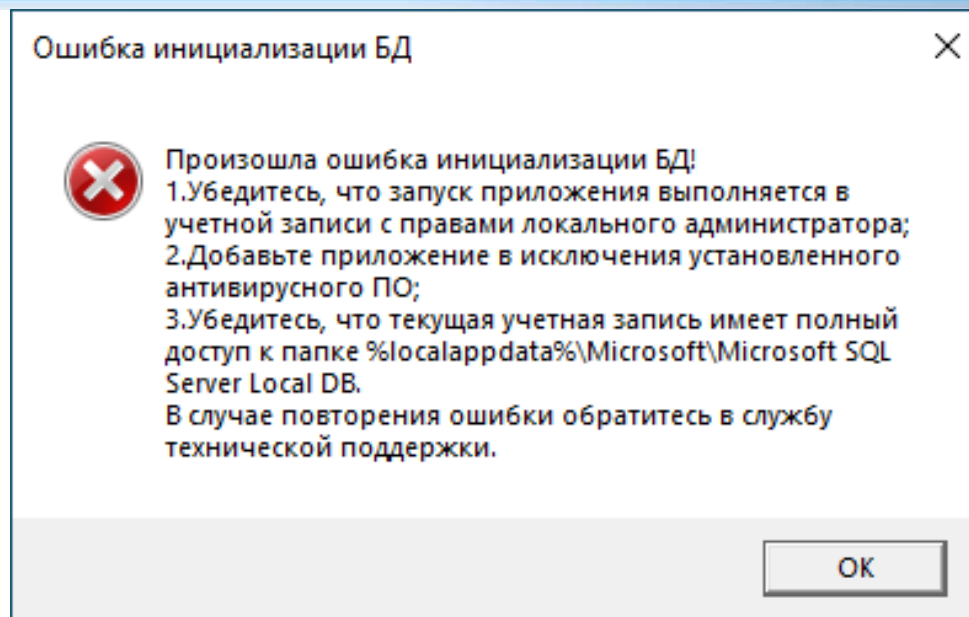 Ошибка инициализации БД
Произошла ошибка инициализации БД!
1.Убедитесь, что запуск приложения выполняется в
учетной записи с правами локального администратора;
2.Добавьте приложение в исключения установленного
антивирусного ПО;
3.Убедитесь, что текущая учетная запись имеет полный
доступ к папке %localappdata%\Microsoft\Microsoft SQL
Server Local DB.
В случае повторения ошибки обратитесь в службу
технической поддержки.
ОК